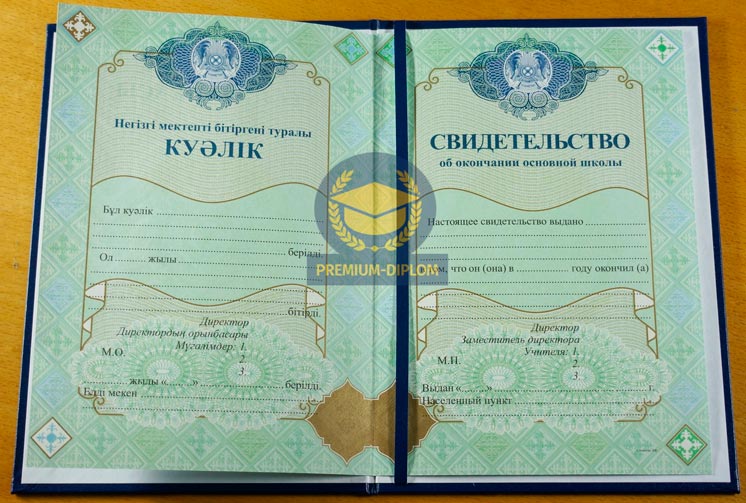 Негізгі мектепті бітіргені туралы
КУӘЛІК
Бұл куәлік
берілді.
Ол ......... жылы
бітірді.
Директор
Директордың орынбасары
Мұғалімдер: 1.
2.
3.
М.О.
жылы «......» берілді.
Елді мекен
СВИДЕТЕЛЬСТВО
об окончании основной школы
Настоящее свидетельство выдано
том, что он (она) в ............ году окончил (а)
Директор
Заместитель директора
Учителя: 1.
2.
3.
М.П.
Выдан «......» г.
Населенный пункт
PREMIUM-DIPLOM